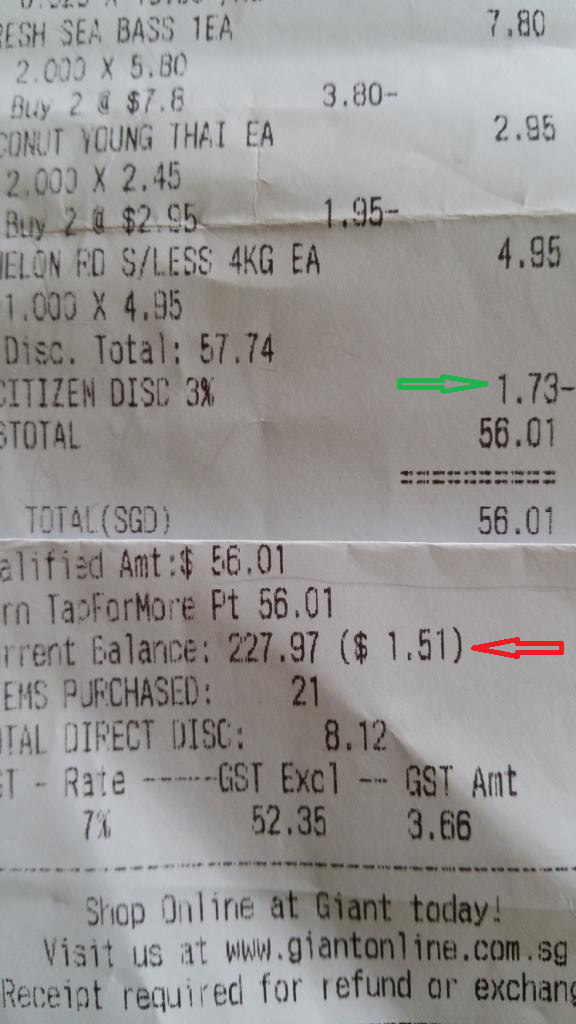 RESH SEA BASS 1EA 7.80
2.000 X 5.80
Buy 2 @ $7.8 3.80-
CONUT YOUNG THAI EA 2.95
2.000 X 2.45
Buy 2 @ $2.95 1.95-
MELON RD S/LESS 4KG EA 4.95
1.000 X 4.95
Disc. Total: 57.74
CITIZEN DISC 3% 1.73-
STOTAL 56.01
TOTAL(SGD) 56.01
alified Amt:$ 56.01
rn TapForMore Pt 56.01
rrent Balance: 227.97 ($ 1.51)
EMS PURCHASED: 21
TAL DIRECT DISC: 8.12
ST - Rate ------GST Excl -- GST Amt
7% 52.35 3.66
Shop Online at Giant today!
Visit us at www.giantonline.com.sg
Receipt required for refund or exchang